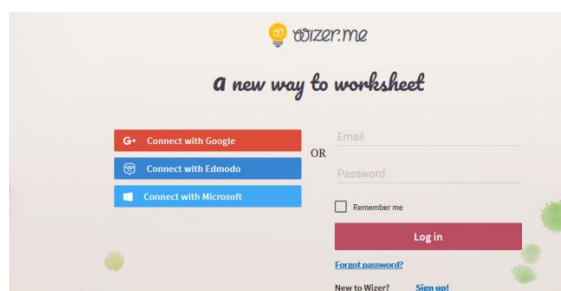 wizer.me
a new way to worksheet
G+ Connect with Google
Connect with Edmodo
Connect with Microsoft
OR
Email
Password
Remember me
Log in
Forgot password?
New to Wizer? Sign up!